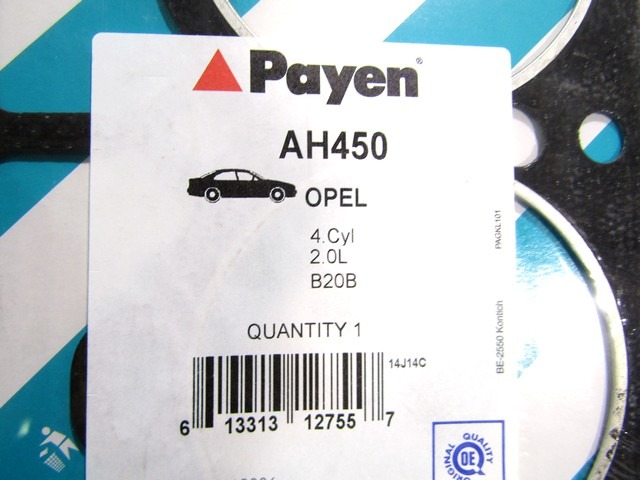 Payen®
AH450
OPEL
4.Cyl
2.0L
B20B
QUANTITY 1
14J14C
6 13313 12755 7
PAGKL101
BE-2550 Kontich
ORIGINAL QUALITY
OE